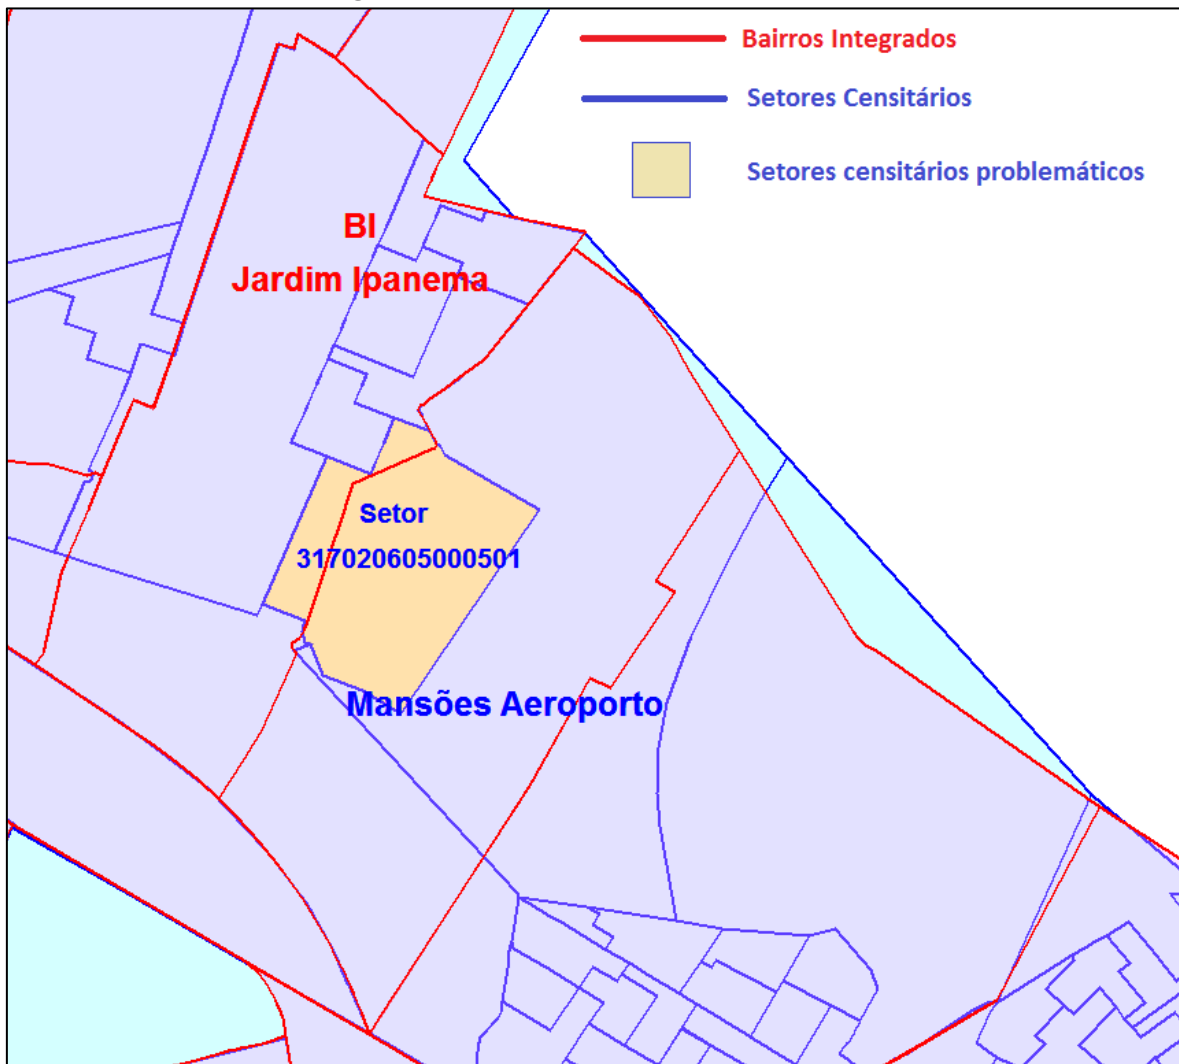 Bairros Integrados
Setores Censitários
Setores censitários problemáticos
BI
Jardim Ipanema
Setor
317020605000501
Mansões Aeroporto